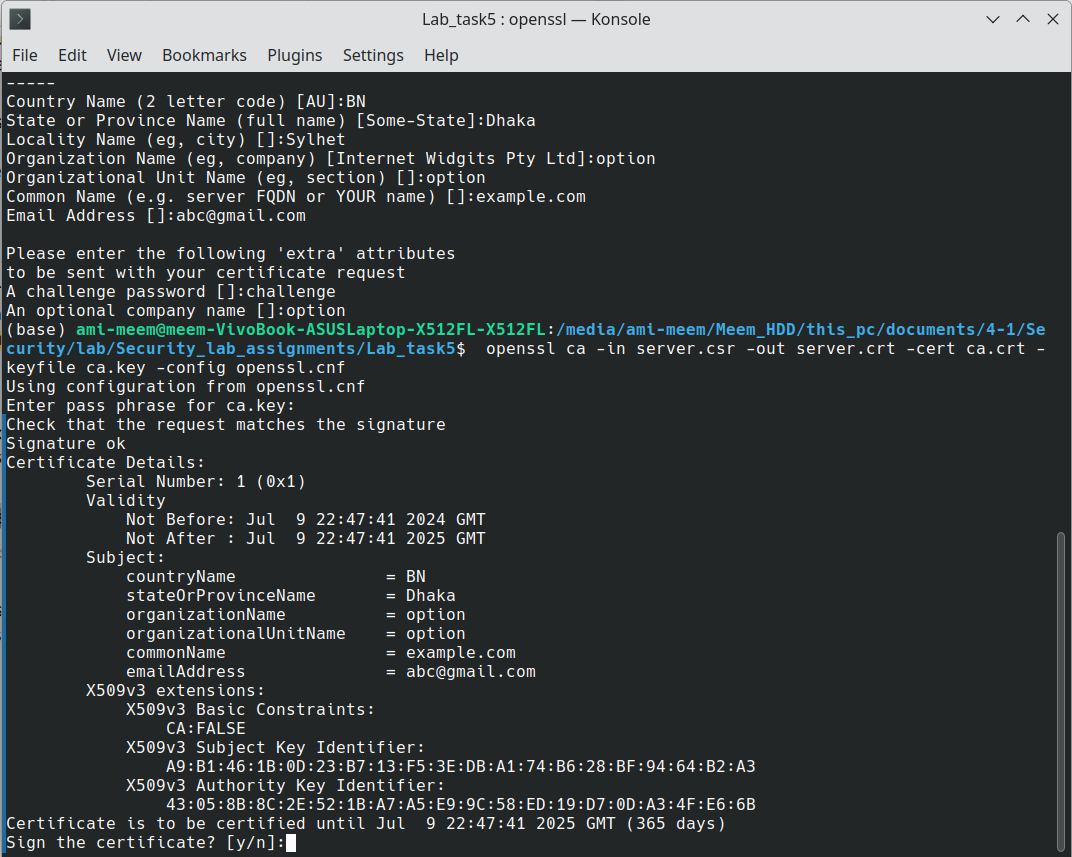 Lab_task5 : openssl — Konsole
File Edit View Bookmarks Plugins Settings Help
-----
Country Name (2 letter code) [AU]:BN
State or Province Name (full name) [Some-State]:Dhaka
Locality Name (eg, city) []:Sylhet
Organization Name (eg, company) [Internet Widgits Pty Ltd]:option
Organizational Unit Name (eg, section) []:option
Common Name (e.g. server FQDN or YOUR name) []:example.com
Email Address []:abc@gmail.com

Please enter the following 'extra' attributes
to be sent with your certificate request
A challenge password []:challenge
An optional company name []:option
(base) ami-meem@meem-VivoBook-ASUSLaptop-X512FL-X512FL:/media/ami-meem/Meem_HDD/this_pc/documents/4-1/Se
curity/lab/Security_lab_assignments/Lab_task5$  openssl ca -in server.csr -out server.crt -cert ca.crt -
keyfile ca.key -config openssl.cnf
Using configuration from openssl.cnf
Enter pass phrase for ca.key:
Check that the request matches the signature
Signature ok
Certificate Details:
        Serial Number: 1 (0x1)
        Validity
            Not Before: Jul  9 22:47:41 2024 GMT
            Not After : Jul  9 22:47:41 2025 GMT
        Subject:
            countryName               = BN
            stateOrProvinceName       = Dhaka
            organizationName          = option
            organizationalUnitName    = option
            commonName                = example.com
            emailAddress              = abc@gmail.com
        X509v3 extensions:
            X509v3 Basic Constraints:
                CA:FALSE
            X509v3 Subject Key Identifier:
                A9:B1:46:1B:0D:23:B7:13:F5:3E:DB:A1:74:B6:28:BF:94:64:B2:A3
            X509v3 Authority Key Identifier:
                43:05:8B:8C:2E:52:1B:A7:A5:E9:9C:58:ED:19:D7:0D:A3:4F:E6:6B
Certificate is to be certified until Jul  9 22:47:41 2025 GMT (365 days)
Sign the certificate? [y/n]: